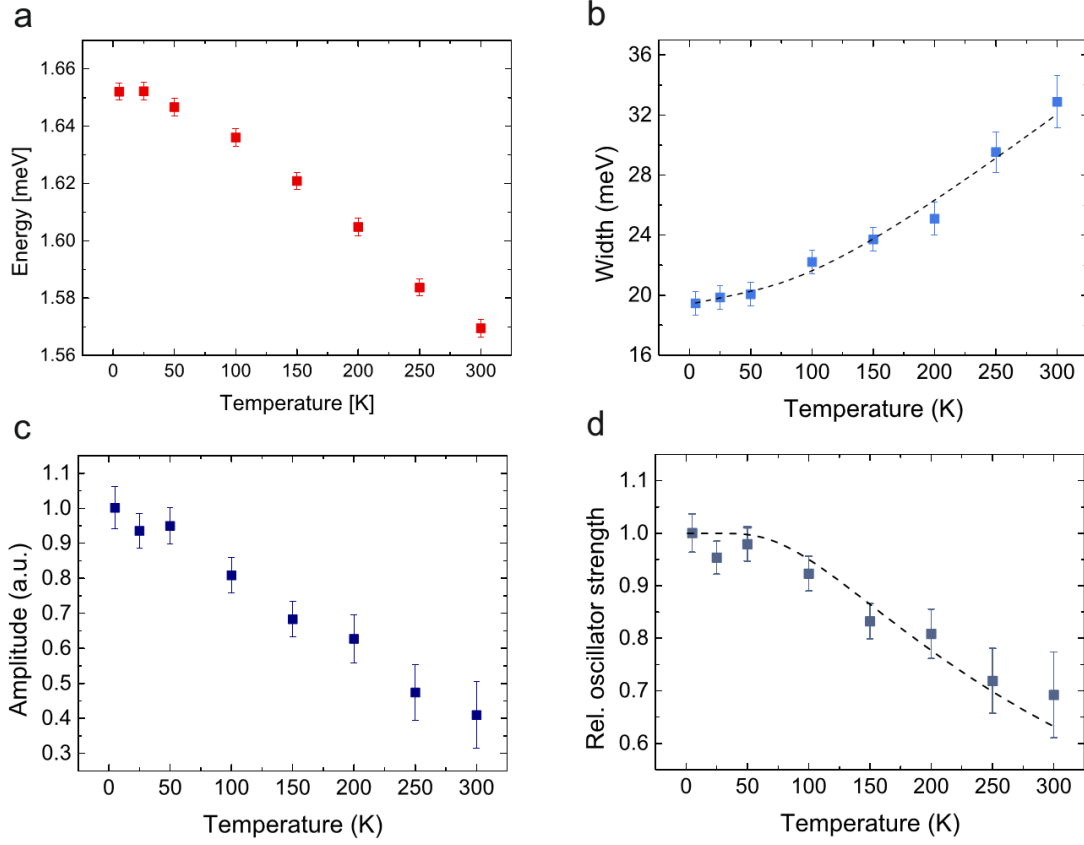 a
Energy [meV]
1.66
1.64
1.62
1.60
1.58
1.56
0 50 100 150 200 250 300
Temperature [K]
b
Width (meV)
36
32
28
24
20
16
0 50 100 150 200 250 300
Temperature (K)
c
Amplitude (a.u.)
1.1
1.0
0.9
0.8
0.7
0.6
0.5
0.4
0.3
0 50 100 150 200 250 300
Temperature (K)
d
Rel. oscillator strength
1.1
1.0
0.9
0.8
0.7
0.6
0 50 100 150 200 250 300
Temperature (K)